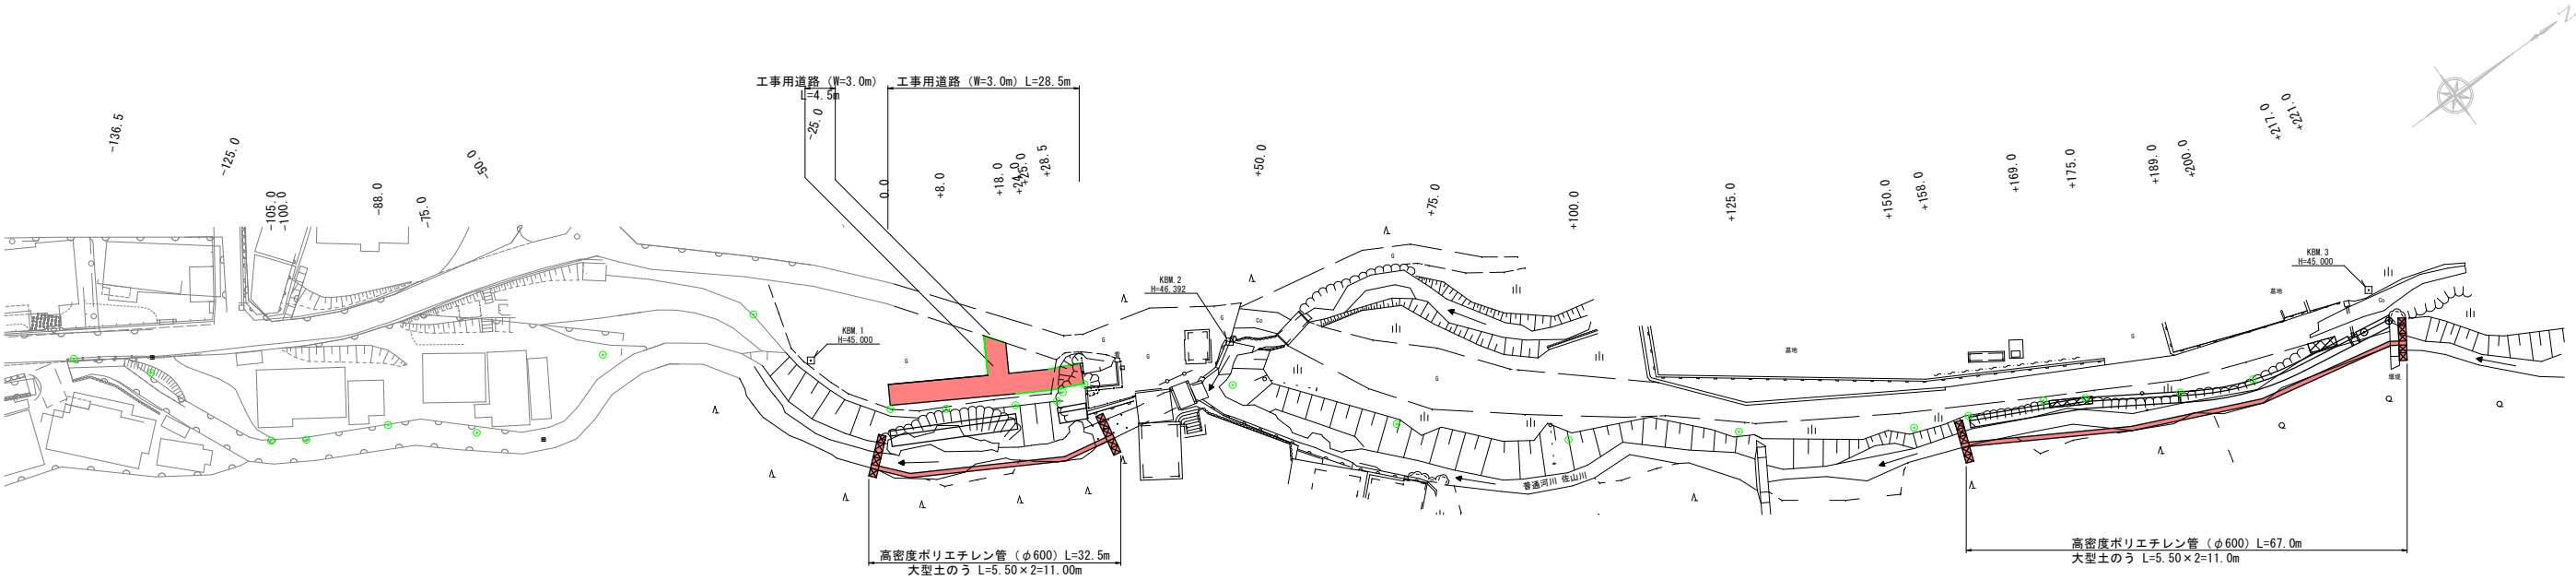 N
工事用道路 (W=3.0m)
L=4.5m
工事用道路 (W=3.0m) L=28.5m
-136.5
-125.0
-105.0
-100.0
-88.0
-75.0
-50.0
-25.0
0.0
+8.0
+18.0
+24.0
+25.0
+28.5
+50.0
+75.0
+100.0
+125.0
+150.0
+158.0
+169.0
+175.0
+189.0
+200.0
+217.0
+221.0
KBM.1
H=45.000
KBM.2
H=46.392
KBM.3
H=45.000
G
G
G
G
G
G
G
Co
Co
墓地
墓地
堰堤
普通河川 佐山川
高密度ポリエチレン管 (φ600) L=32.5m
大型土のう L=5.50×2=11.00m
高密度ポリエチレン管 (φ600) L=67.0m
大型土のう L=5.50×2=11.0m